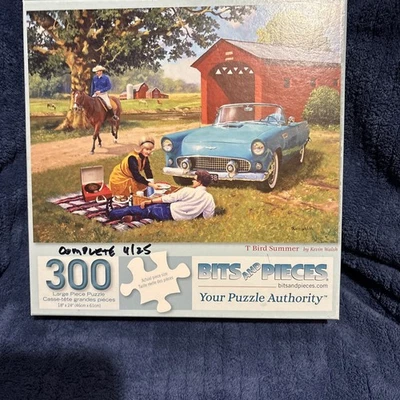 T Bird Summer by Kevin Walsh
COMPLETE 4/25
300
Large Piece Puzzle
Casse-tête grandes pièces
BITS AND PIECES
bitsandpieces.com
Your Puzzle Authority™